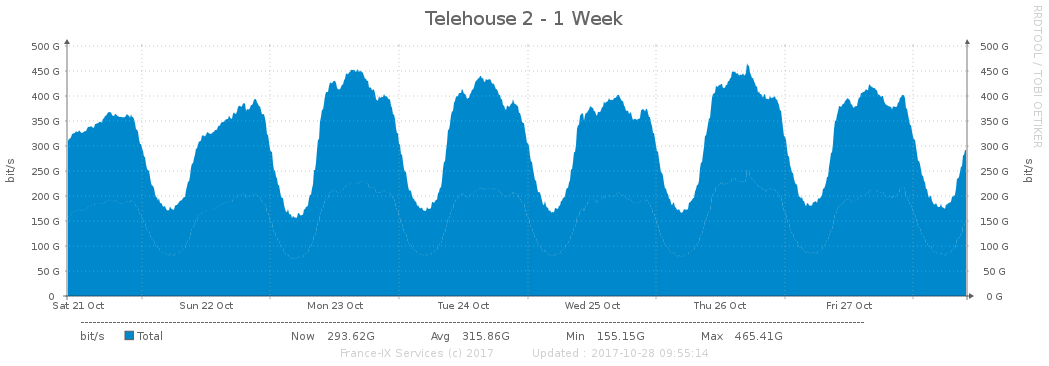 Telehouse 2 - 1 Week
RRDTOOL / TOBI OETIKER
bit/s
500 G
450 G
400 G
350 G
300 G
250 G
200 G
150 G
100 G
50 G
0
500 G
450 G
400 G
350 G
300 G
250 G
200 G
150 G
100 G
50 G
0 G
bit/s
Sat 21 Oct Sun 22 Oct Mon 23 Oct Tue 24 Oct Wed 25 Oct Thu 26 Oct Fri 27 Oct
bit/s Total Now 293.62G Avg 315.86G Min 155.15G Max 465.41G
France-IX Services (c) 2017 Updated : 2017-10-28 09:55:14